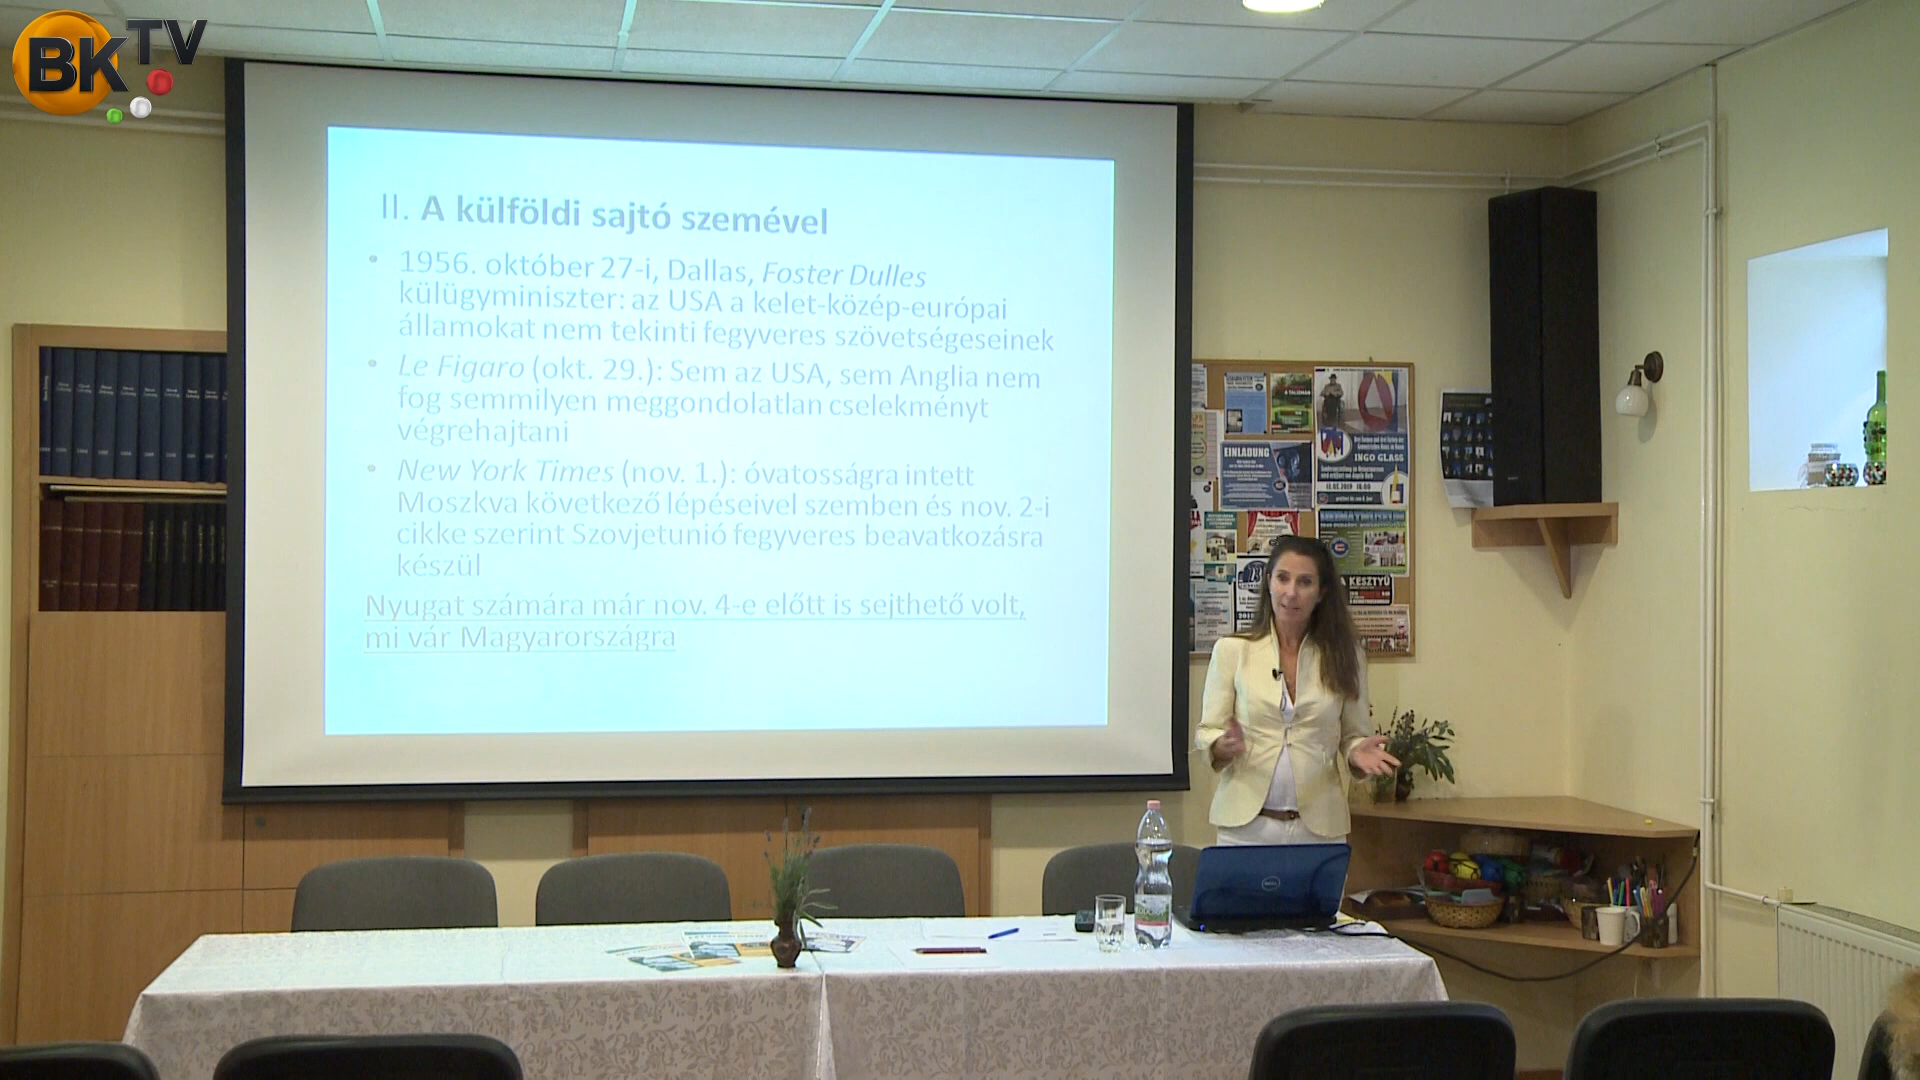 BKTV
II. A külföldi sajtó szemével
• 1956. október 27-i, Dallas, Foster Dulles
külügyminiszter: az USA a kelet-közép-európai
államokat nem tekinti fegyveres szövetségeseinek
• Le Figaro (okt. 29.): Sem az USA, sem Anglia nem
fog semmilyen meggondolatlan cselekményt
végrehajtani
• New York Times (nov. 1.): óvatosságra intett
Moszkva következő lépéseivel szemben és nov. 2-i
cikke szerint Szovjetunió fegyveres beavatkozásra
készül
Nyugat számára már nov. 4-e előtt is sejthető volt,
mi vár Magyarországra
A TALIZMÁN
EINLADUNG
INGO GLASS
KESZTYŰ
DELL